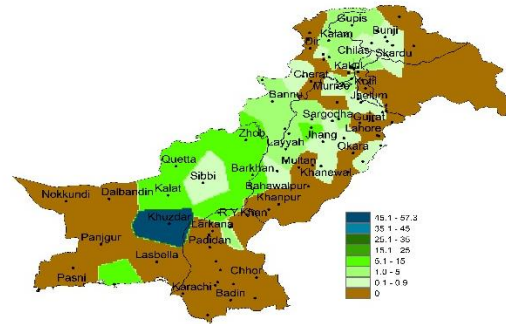 Gupis
Kalam
Bunji
Dir
Chilas
Skardu
Kakul
Cherat
Kotli
Murree
Jhelum
Bannu
Sargodha
Gujrat
Zhob
Jhang
Lahore
Layyah
Okara
Quetta
Barkhan
Multan
Khanewal
Sibbi
Bahawalpur
Nokkundi
Dalbandin
Kalat
Khanpur
R.Y.Khan
Khuzdar
Larkana
Panjgur
Padidan
Lasbella
Pasni
Chhor
Karachi
Badin
45.1 - 57.3
35.1 - 45
25.1 - 35
15.1 - 25
5.1 - 15
1.0 - 5
0.1 - 0.9
0